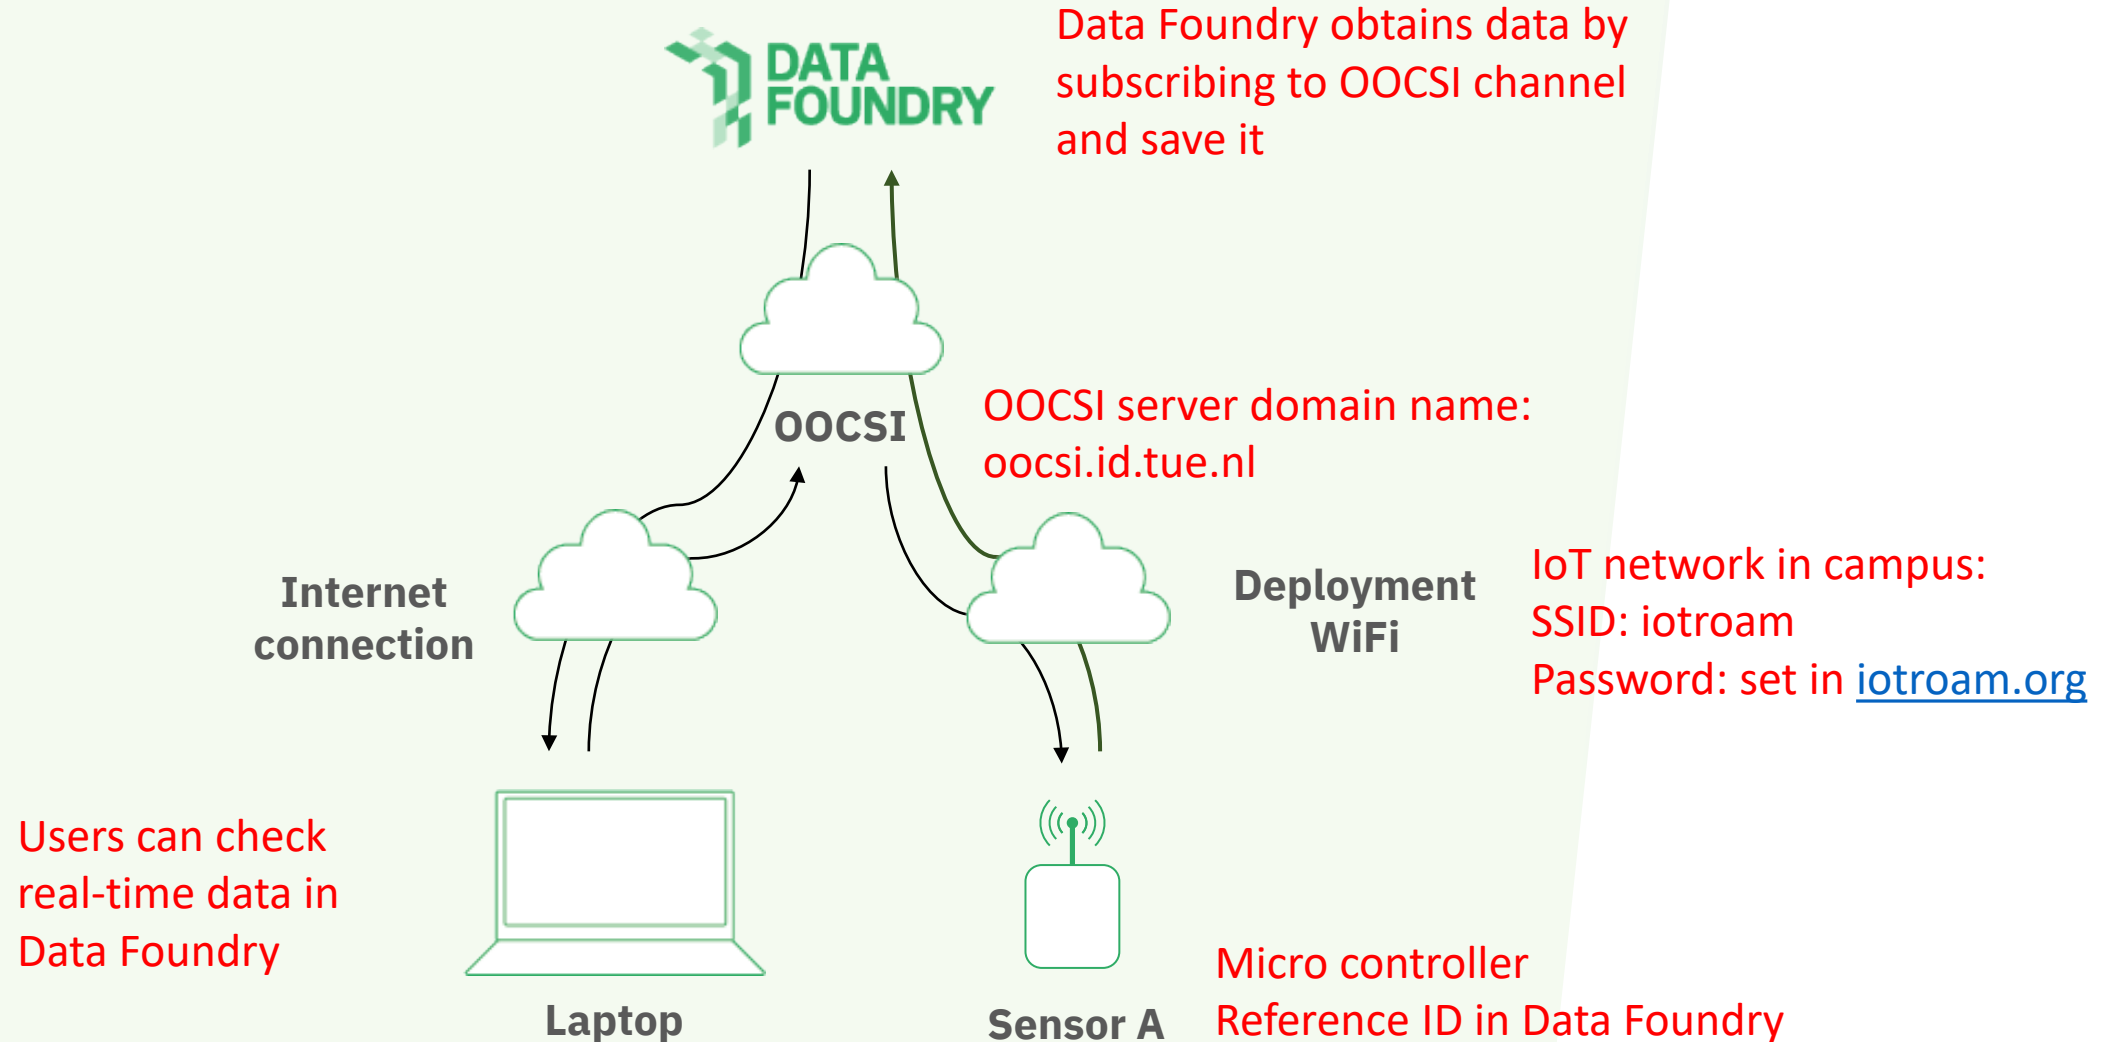 DATA
FOUNDRY
Data Foundry obtains data by
subscribing to OOCSI channel
and save it
OOCSI
OOCSI server domain name:
oocsi.id.tue.nl
Internet
connection
Deployment
WiFi
IoT network in campus:
SSID: iotroam
Password: set in iotroam.org
Users can check
real-time data in
Data Foundry
Laptop
Sensor A
Micro controller
Reference ID in Data Foundry